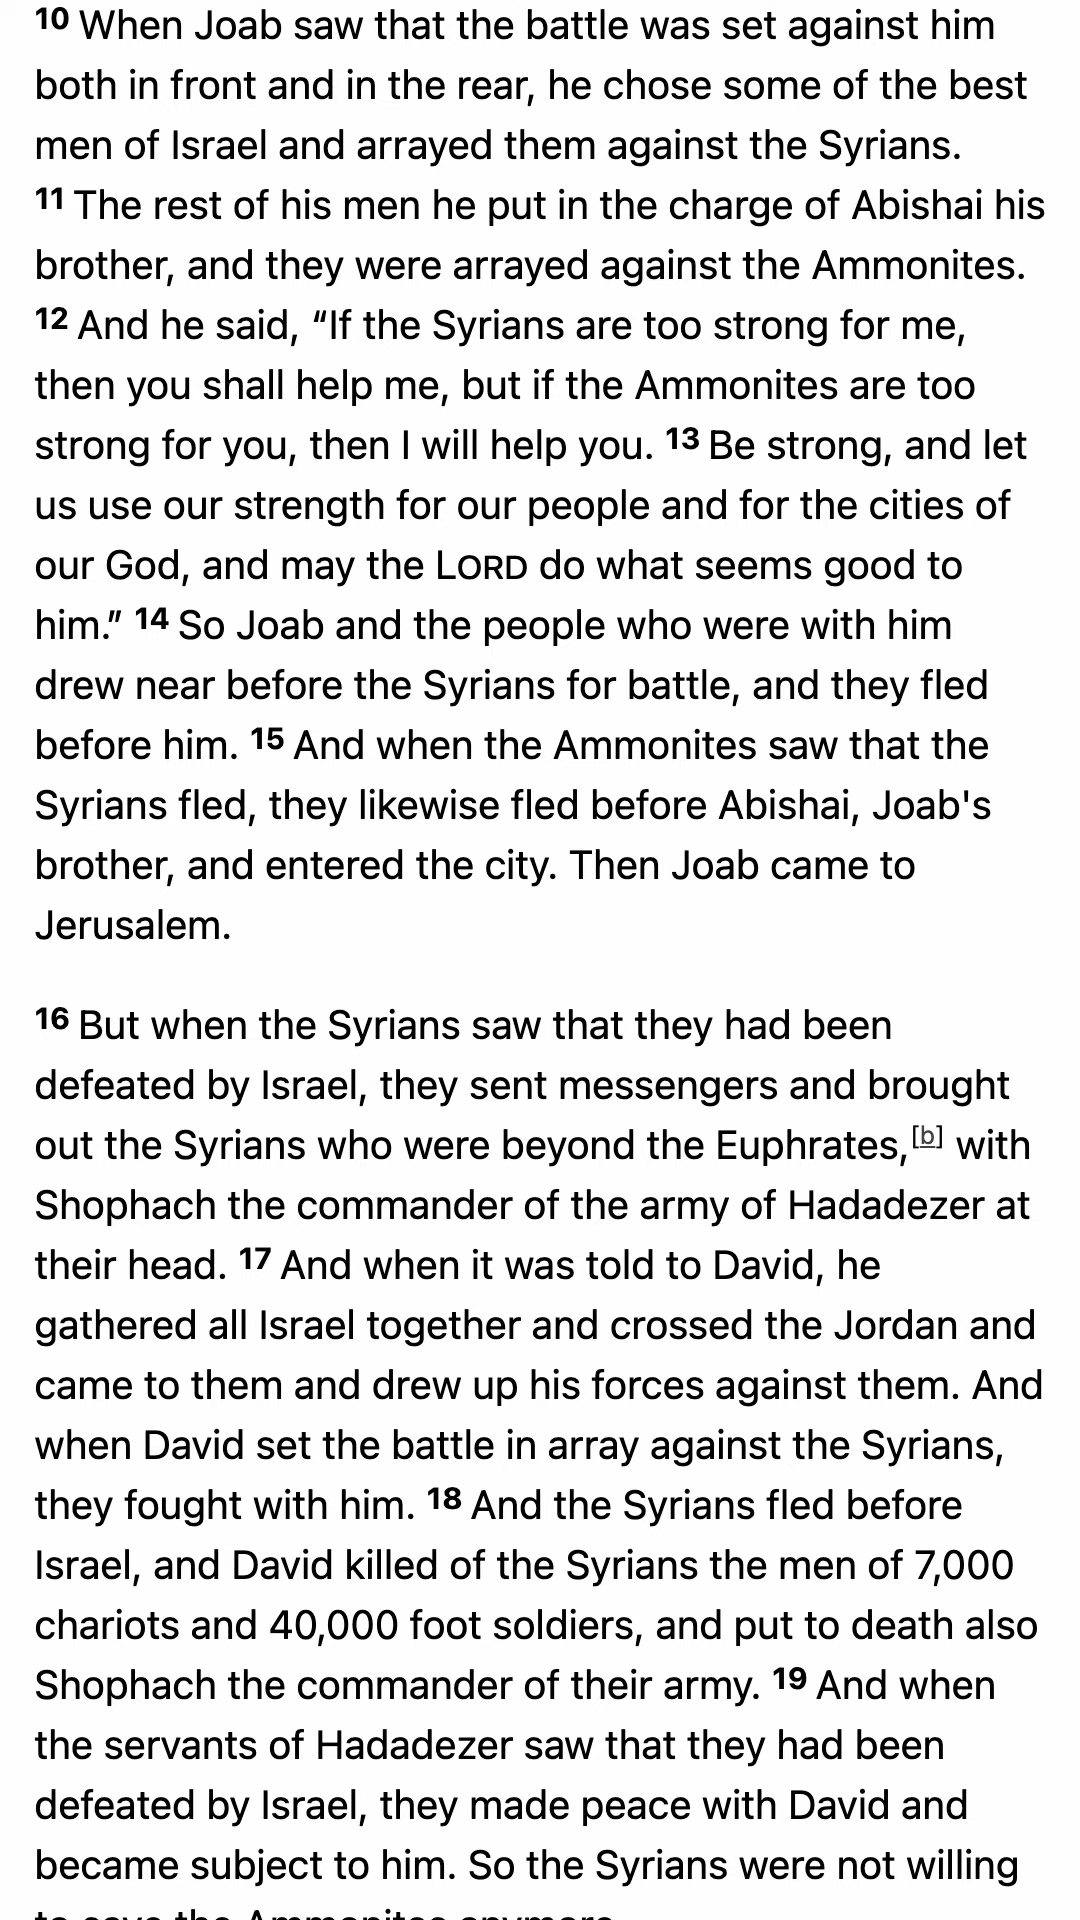 10 When Joab saw that the battle was set against him
both in front and in the rear, he chose some of the best
men of Israel and arrayed them against the Syrians.
11 The rest of his men he put in the charge of Abishai his
brother, and they were arrayed against the Ammonites.
12 And he said, “If the Syrians are too strong for me,
then you shall help me, but if the Ammonites are too
strong for you, then I will help you. 13 Be strong, and let
us use our strength for our people and for the cities of
our God, and may the LORD do what seems good to
him.” 14 So Joab and the people who were with him
drew near before the Syrians for battle, and they fled
before him. 15 And when the Ammonites saw that the
Syrians fled, they likewise fled before Abishai, Joab's
brother, and entered the city. Then Joab came to
Jerusalem.
16 But when the Syrians saw that they had been
defeated by Israel, they sent messengers and brought
out the Syrians who were beyond the Euphrates,[b] with
Shophach the commander of the army of Hadadezer at
their head. 17 And when it was told to David, he
gathered all Israel together and crossed the Jordan and
came to them and drew up his forces against them. And
when David set the battle in array against the Syrians,
they fought with him. 18 And the Syrians fled before
Israel, and David killed of the Syrians the men of 7,000
chariots and 40,000 foot soldiers, and put to death also
Shophach the commander of their army. 19 And when
the servants of Hadadezer saw that they had been
defeated by Israel, they made peace with David and
became subject to him. So the Syrians were not willing
to save the Ammonites anymore.